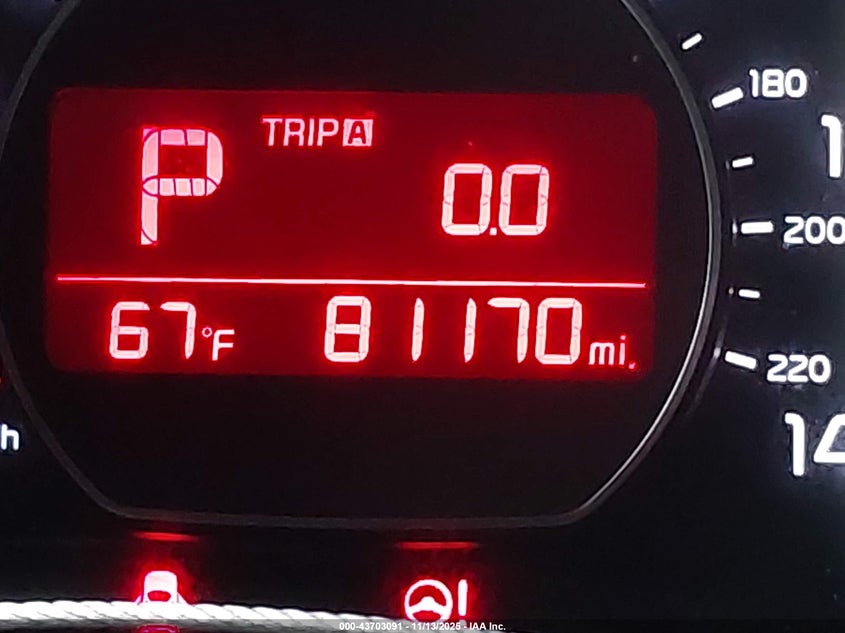 180
TRIP A
P
0.0
200
67°F 81170 mi.
220
h
000-43703091 - 11/13/2025 - IAA Inc.